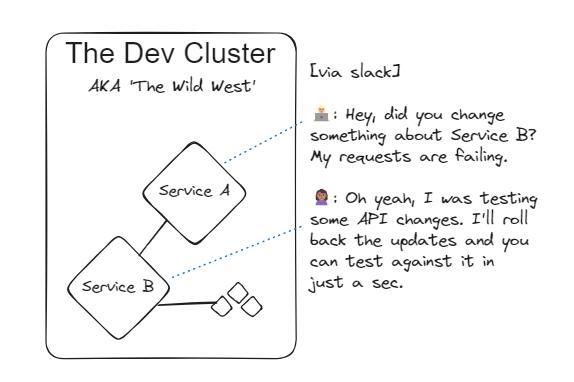 The Dev Cluster
AKA 'The Wild West'
Service A
Service B
[via slack]
: Hey, did you change
something about Service B?
My requests are failing.
: Oh yeah, I was testing
some API changes. I'll roll
back the updates and you
can test against it in
just a sec.